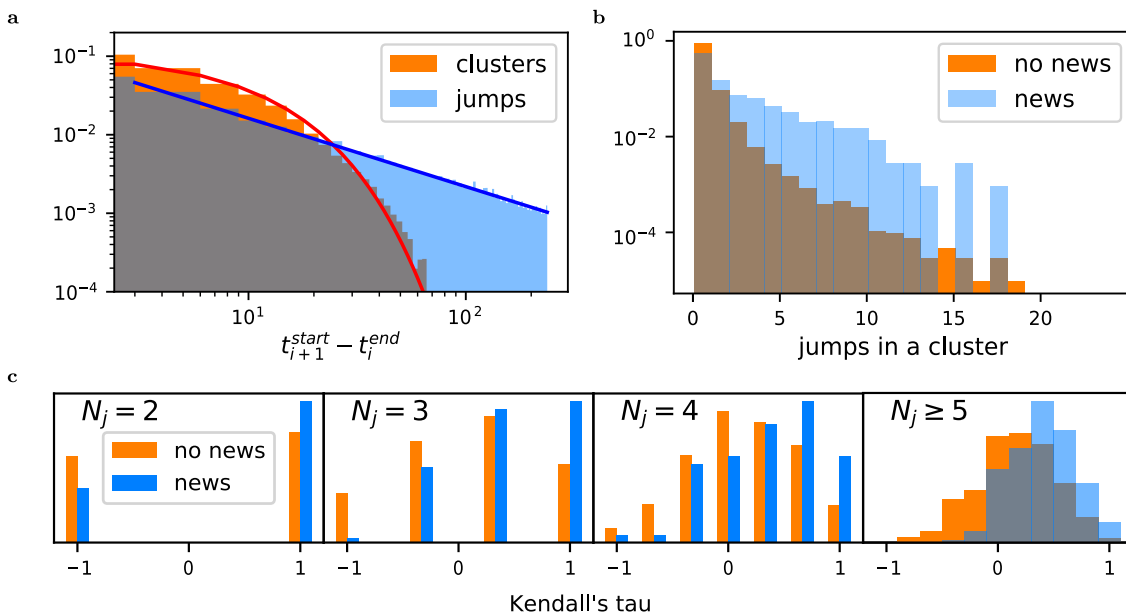 a
10^{-1}
10^{-2}
10^{-3}
10^{-4}
clusters
jumps
10^{1}
10^{2}
t_{i+1}^{start} − t_{i}^{end}
b
10^{0}
10^{-2}
10^{-4}
no news
news
0 5 10 15 20
jumps in a cluster
c
N_j = 2
no news
news
−1 0 1
N_j = 3
−1 0 1
N_j = 4
−1 0 1
N_j ≥ 5
−1 0 1
Kendall's tau